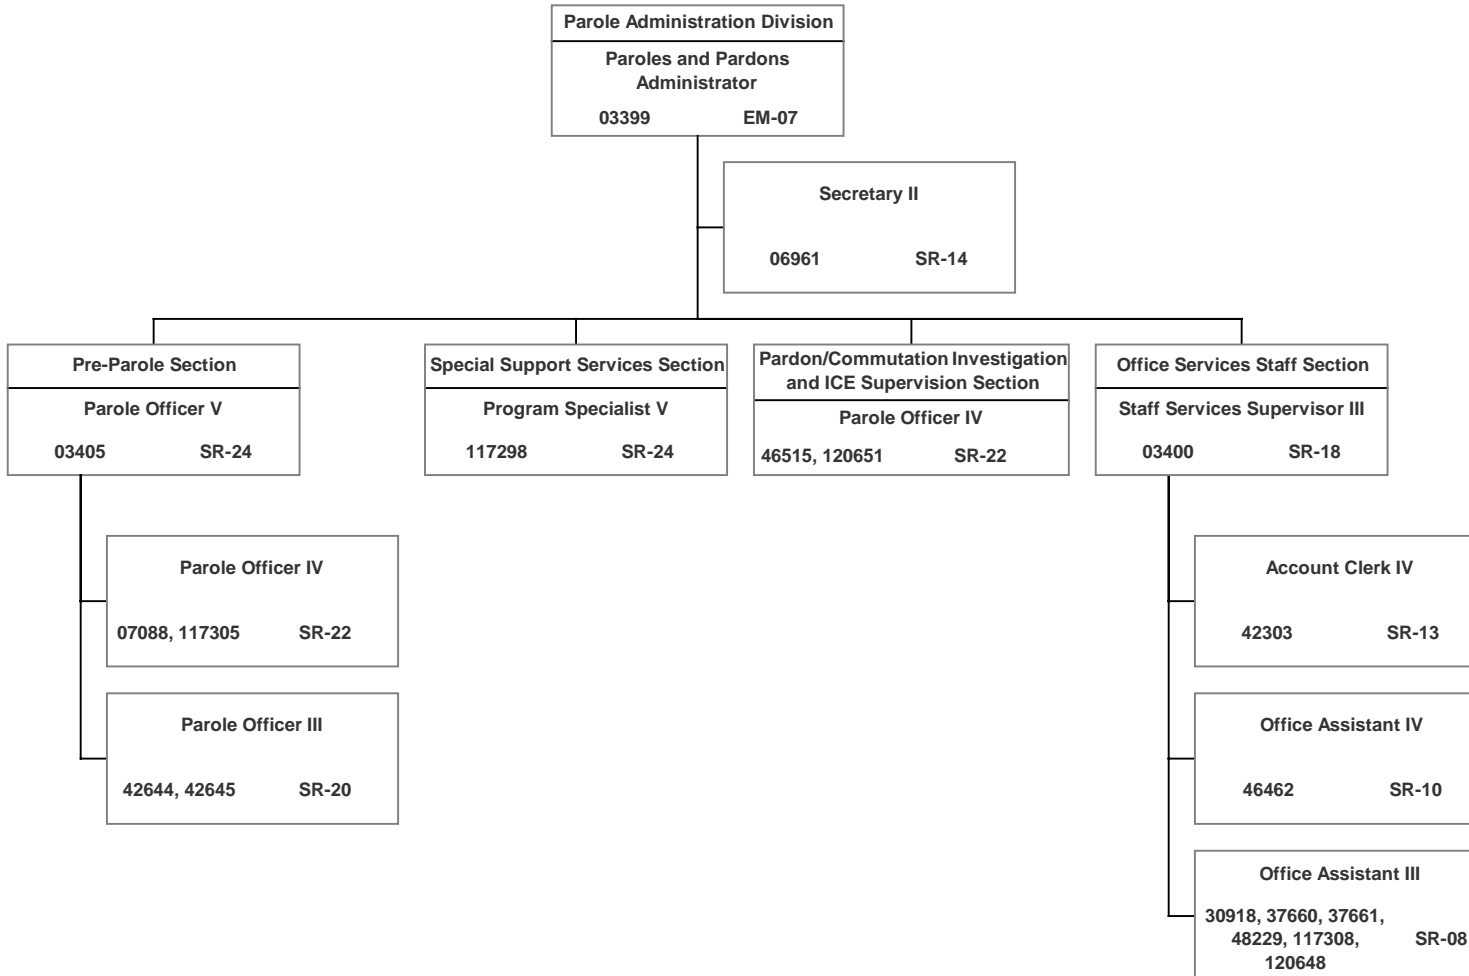 Parole Administration Division
Paroles and Pardons
Administrator
03399 EM-07
Secretary II
06961 SR-14
Pre-Parole Section
Parole Officer V
03405 SR-24
Special Support Services Section
Program Specialist V
117298 SR-24
Pardon/Commutation Investigation
and ICE Supervision Section
Parole Officer IV
46515, 120651 SR-22
Office Services Staff Section
Staff Services Supervisor III
03400 SR-18
Parole Officer IV
07088, 117305 SR-22
Parole Officer III
42644, 42645 SR-20
Account Clerk IV
42303 SR-13
Office Assistant IV
46462 SR-10
Office Assistant III
30918, 37660, 37661,
48229, 117308, SR-08
120648